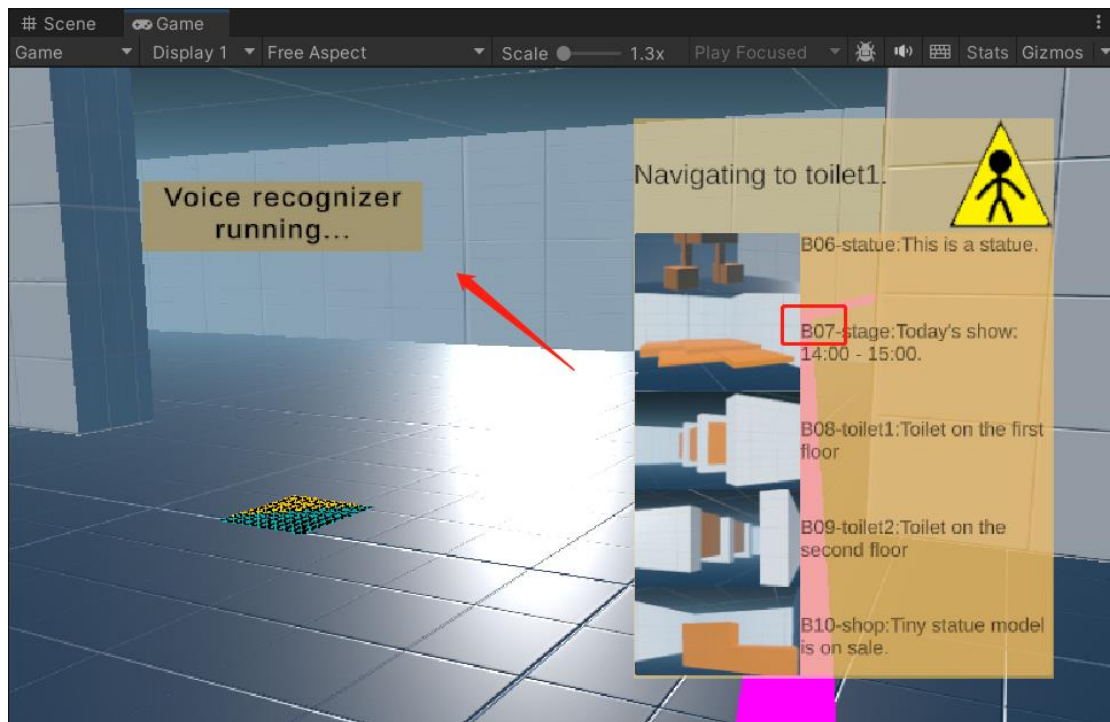 Scene
Game
Game
Display 1
Free Aspect
Scale
1.3x
Play Focused
Stats
Gizmos
Voice recognizer
running...
Navigating to toilet1.
B06-statue:This is a statue.
B07-stage:Today's show:
14:00 - 15:00.
B08-toilet1:Toilet on the first
floor
B09-toilet2:Toilet on the
second floor
B10-shop:Tiny statue model
is on sale.